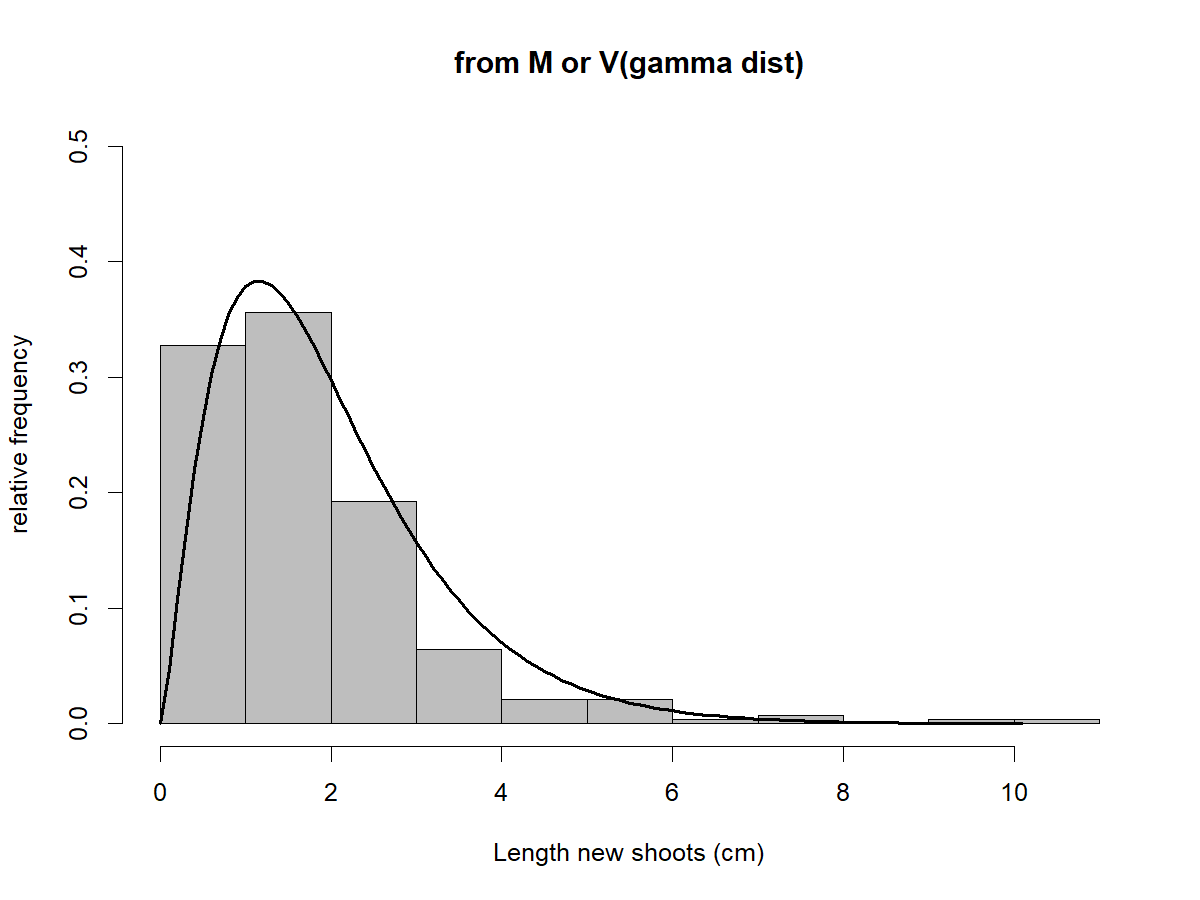 from M or V(gamma dist)
relative frequency
0.5
0.4
0.3
0.2
0.1
0.0
0 2 4 6 8 10
Length new shoots (cm)